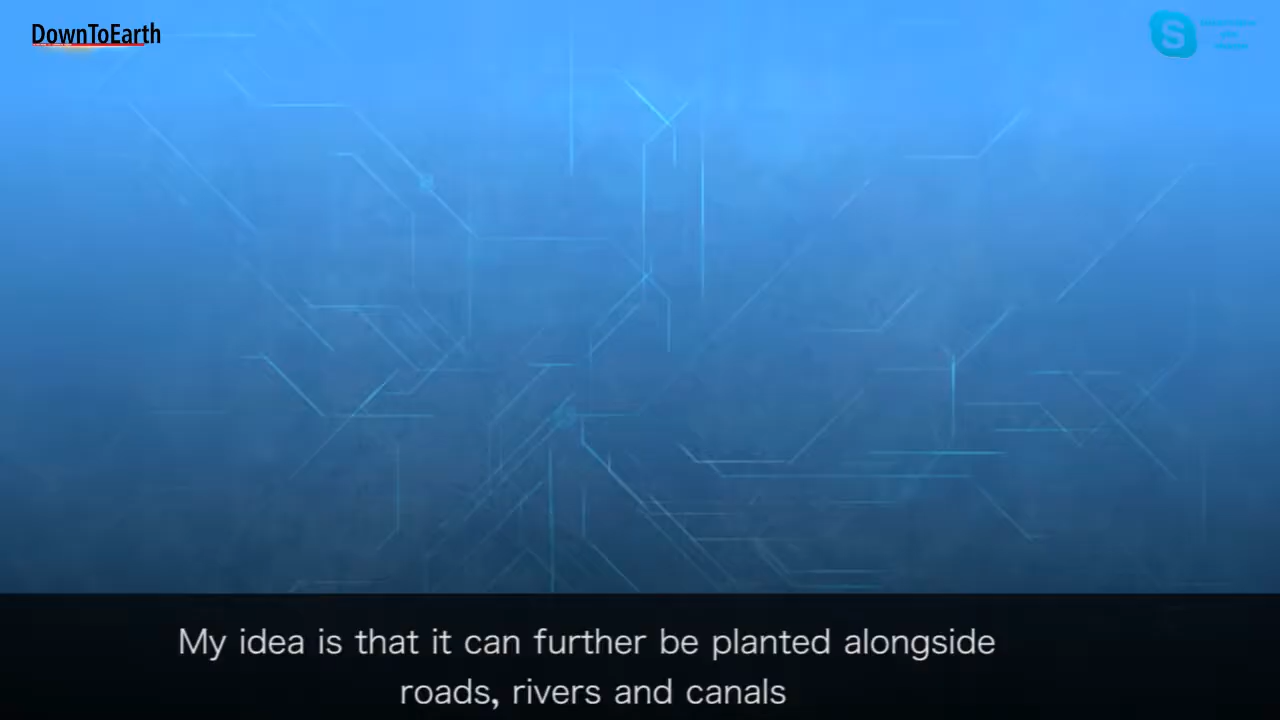 DownToEarth
My idea is that it can further be planted alongside
roads, rivers and canals